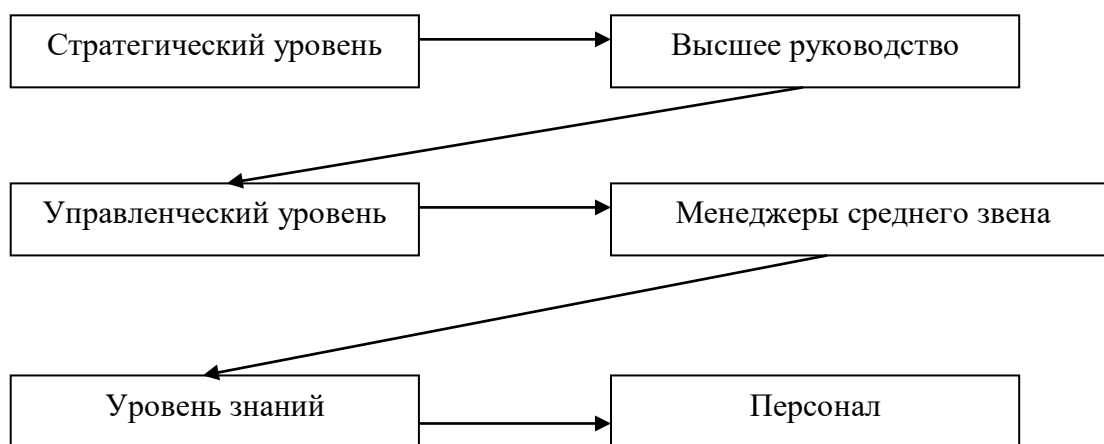 Стратегический уровень
Высшее руководство
Управленческий уровень
Менеджеры среднего звена
Уровень знаний
Персонал